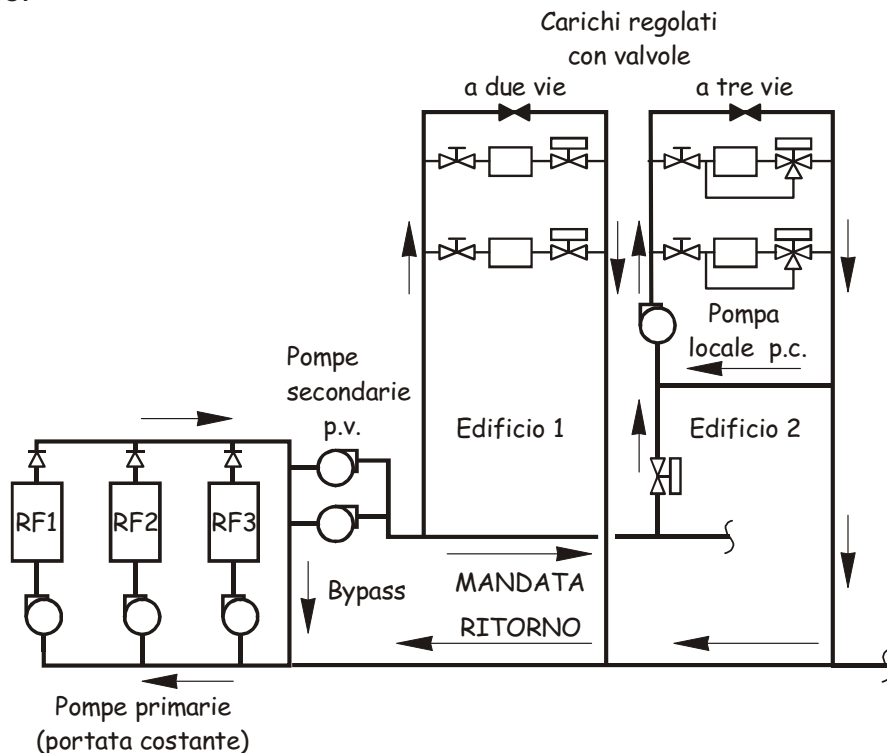 Carichi regolati
con valvole
a due vie
a tre vie
Pompa
locale p.c.
Pompe
secondarie
p.v.
Edificio 1
Edificio 2
RF1
RF2
RF3
Bypass
MANDATA
RITORNO
Pompe primarie
(portata costante)